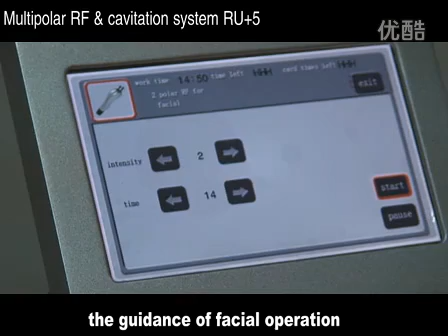 Multipolar RF & cavitation system RU+5
优酷
work time 14:50 time left card times left
exit
2 polar RF for
facial
intensity 2
time 14
start
pause
the guidance of facial operation